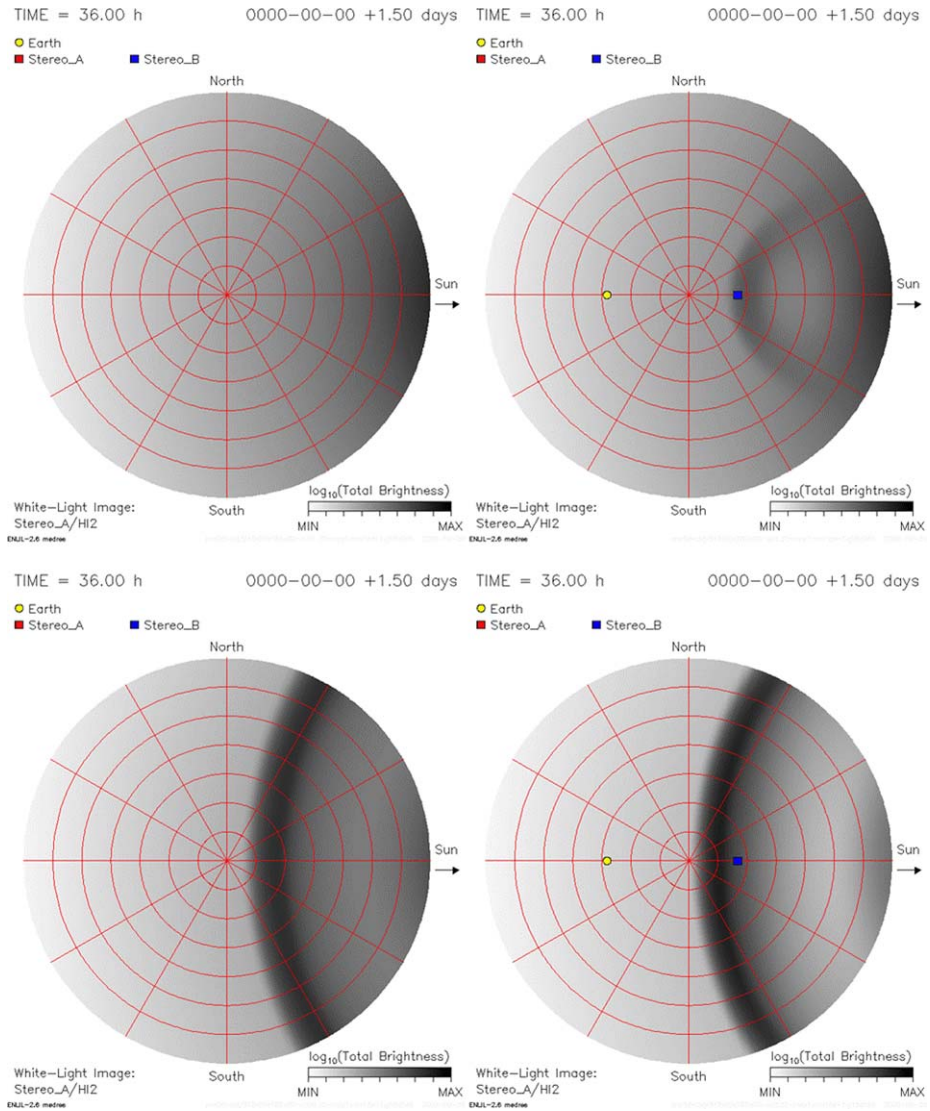 TIME = 36.00 h 0000-00-00 +1.50 days
Earth
Stereo_A Stereo_B
North
Sun
South
log10(Total Brightness)
MIN MAX
White-Light Image:
Stereo_A/HI2
ENLIL-2.6 medres
TIME = 36.00 h 0000-00-00 +1.50 days
Earth
Stereo_A Stereo_B
North
Sun
South
log10(Total Brightness)
MIN MAX
White-Light Image:
Stereo_A/HI2
ENLIL-2.6 medres
TIME = 36.00 h 0000-00-00 +1.50 days
Earth
Stereo_A Stereo_B
North
Sun
South
log10(Total Brightness)
MIN MAX
White-Light Image:
Stereo_A/HI2
ENLIL-2.6 medres
TIME = 36.00 h 0000-00-00 +1.50 days
Earth
Stereo_A Stereo_B
North
Sun
South
log10(Total Brightness)
MIN MAX
White-Light Image:
Stereo_A/HI2
ENLIL-2.6 medres